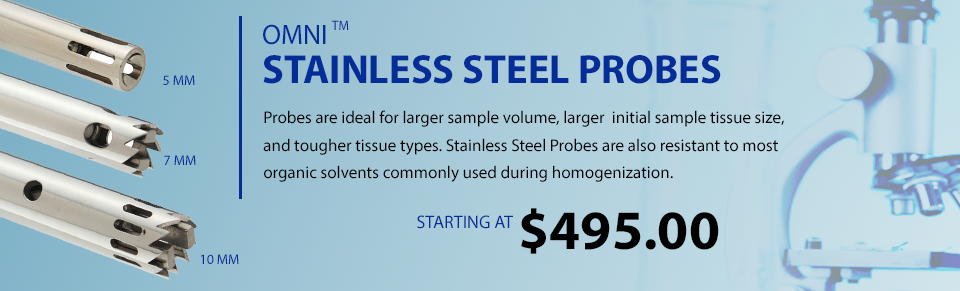 OMNI™
STAINLESS STEEL PROBES
Probes are ideal for larger sample volume, larger initial sample tissue size,
and tougher tissue types. Stainless Steel Probes are also resistant to most
organic solvents commonly used during homogenization.
STARTING AT $495.00
5 MM
7 MM
10 MM